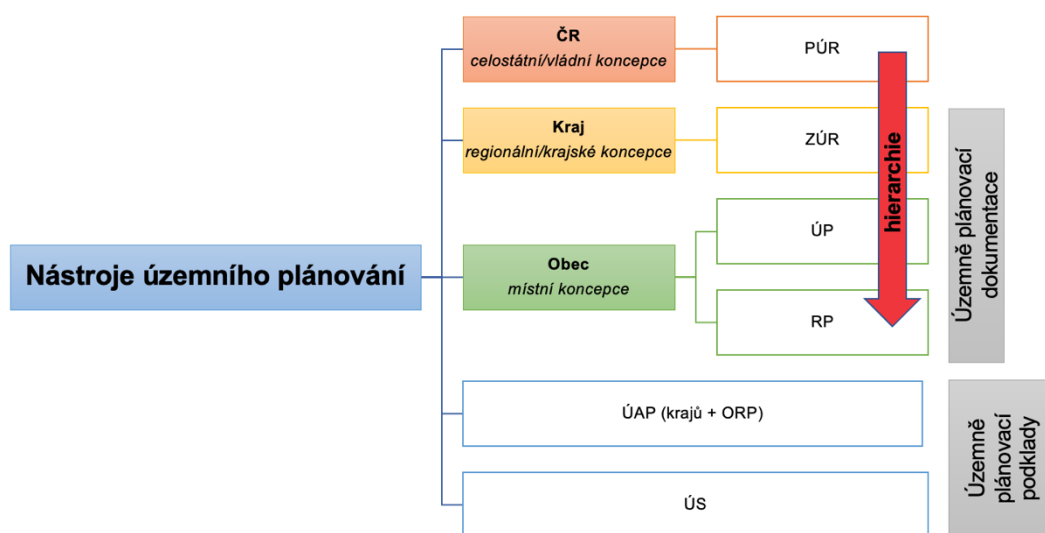 Nástroje územního plánování
ČR
celostátní/vládní koncepce
PÚR
Kraj
regionální/krajské koncepce
ZÚR
Obec
místní koncepce
ÚP
RP
hierarchie
Územně plánovací
dokumentace
ÚAP (krajů + ORP)
ÚS
Územně
plánovací
podklady